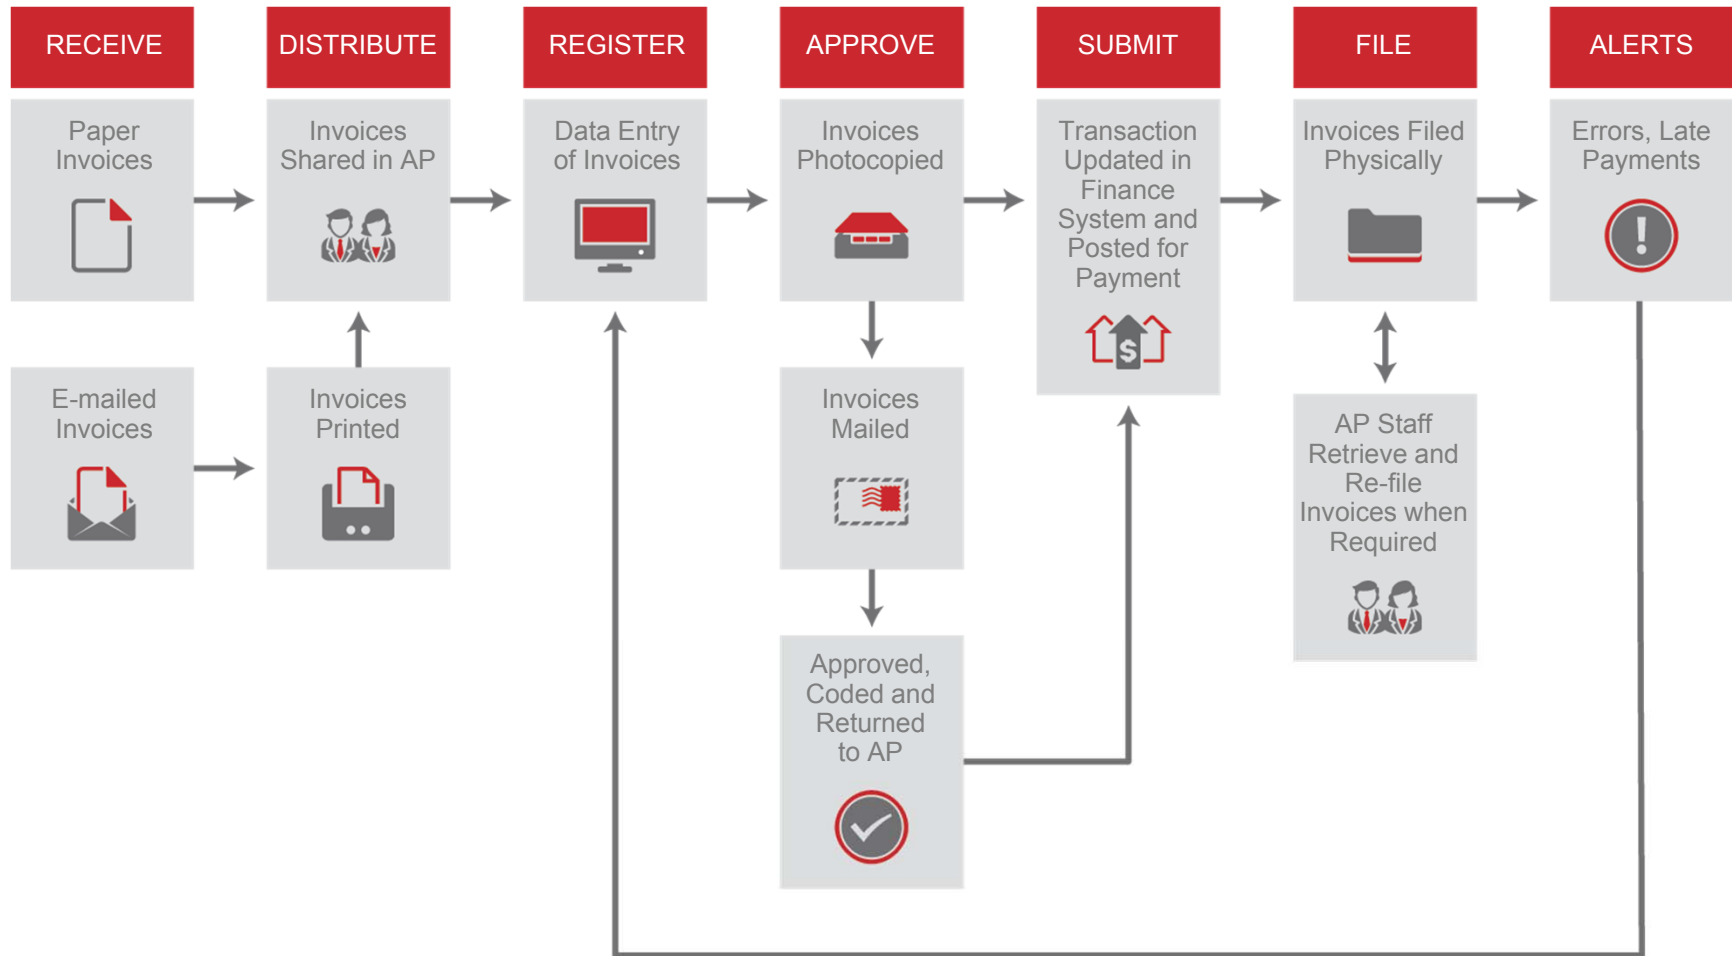 RECEIVE
DISTRIBUTE
REGISTER
APPROVE
SUBMIT
FILE
ALERTS
Paper
Invoices
Invoices
Shared in AP
Data Entry
of Invoices
Invoices
Photocopied
Transaction
Updated in
Finance
System and
Posted for
Payment
$
Invoices Filed
Physically
Errors, Late
Payments
!
E-mailed
Invoices
Invoices
Printed
Invoices
Mailed
AP Staff
Retrieve and
Re-file
Invoices when
Required
Approved,
Coded and
Returned
to AP